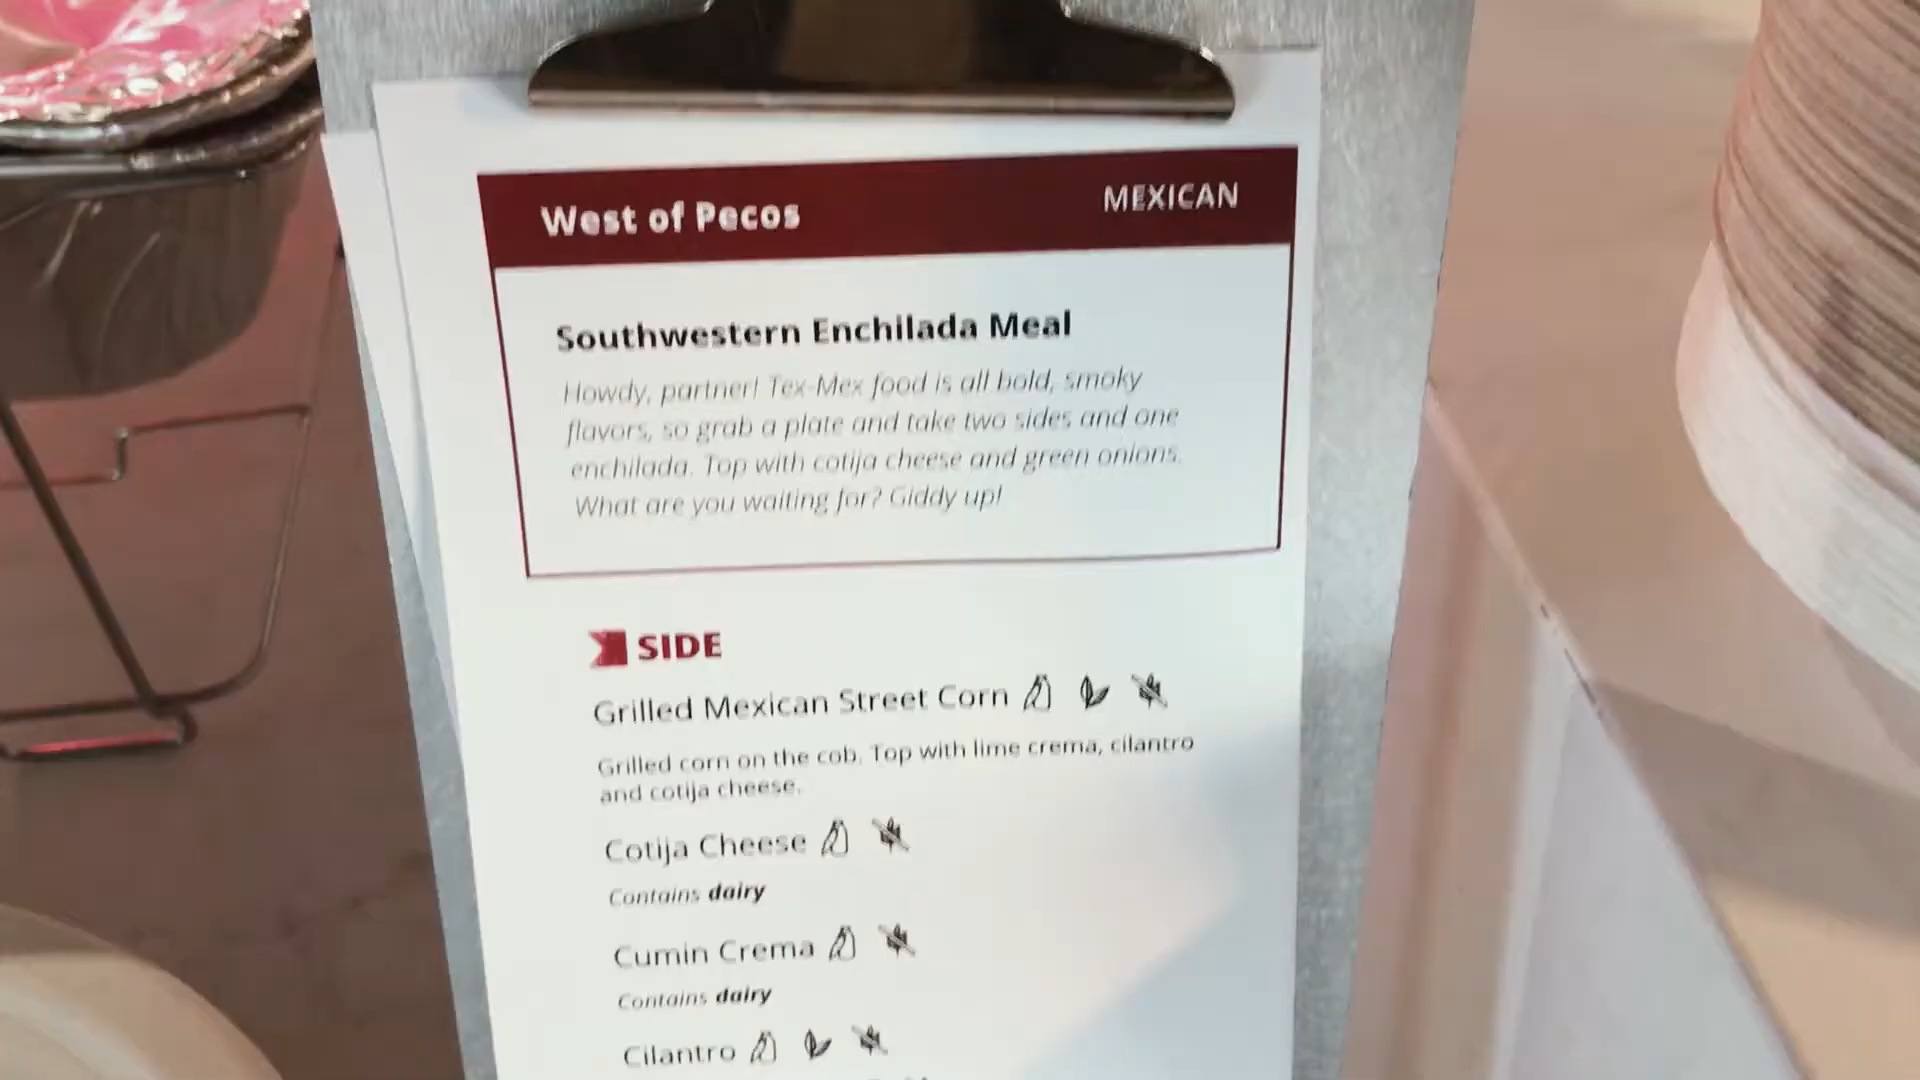 West of Pecos
MEXICAN
Southwestern Enchilada Meal
Howdy, partner! Tex-Mex food is all bold, smoky
flavors, so grab a plate and take two sides and one
enchilada. Top with cotija cheese and green onions.
What are you waiting for? Giddy up!
SIDE
Grilled Mexican Street Corn
Grilled corn on the cob. Top with lime crema, cilantro
and cotija cheese.
Cotija Cheese
Contains dairy
Cumin Crema
Contains dairy
Cilantro